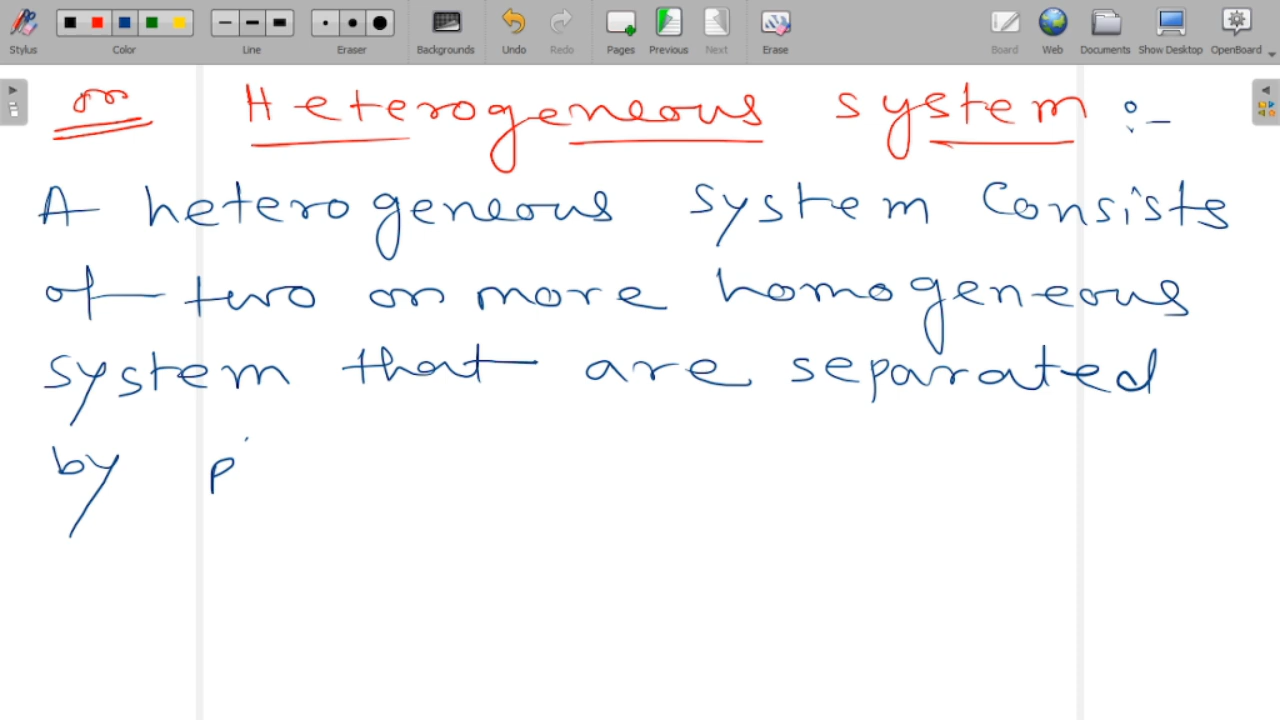 Stylus Color Line Eraser Backgrounds Undo Redo Pages Previous Next Erase Board Web Documents Show Desktop OpenBoard
or Heterogeneous system :-
A heterogeneous system Consists
of two or more homogeneous
system that are separated
by p